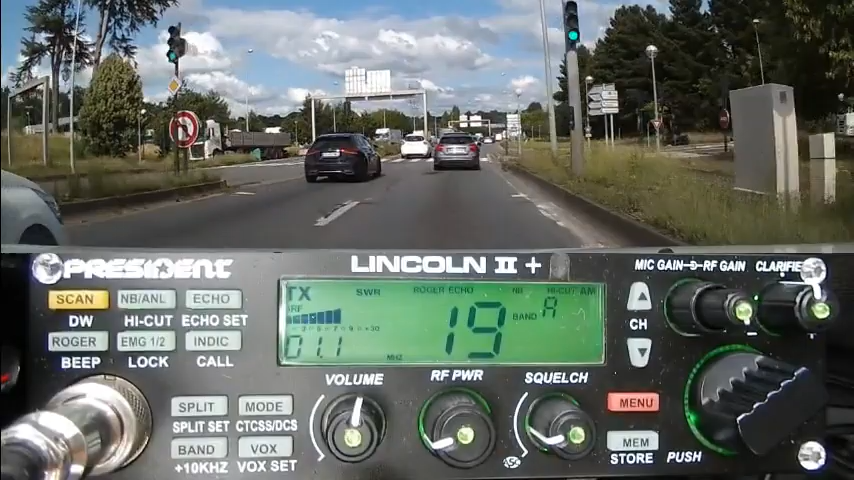 PRESIDENT
LINCOLN II +
MIC GAIN-D-RF GAIN
CLARIFIER
SCAN
NB/ANL
ECHO
DW
HI-CUT
ECHO SET
ROGER
EMG 1/2
INDIC
BEEP
LOCK
CALL
TX
SWR
ROGER ECHO
NB
HI-CUT AM
RF
19
BAND A
01.1
MHZ
CH
VOLUME
RF PWR
SQUELCH
SPLIT
MODE
SPLIT SET
CTCSS/DCS
BAND
VOX
+10KHZ
VOX SET
ASC
MENU
MEM
STORE
PUSH